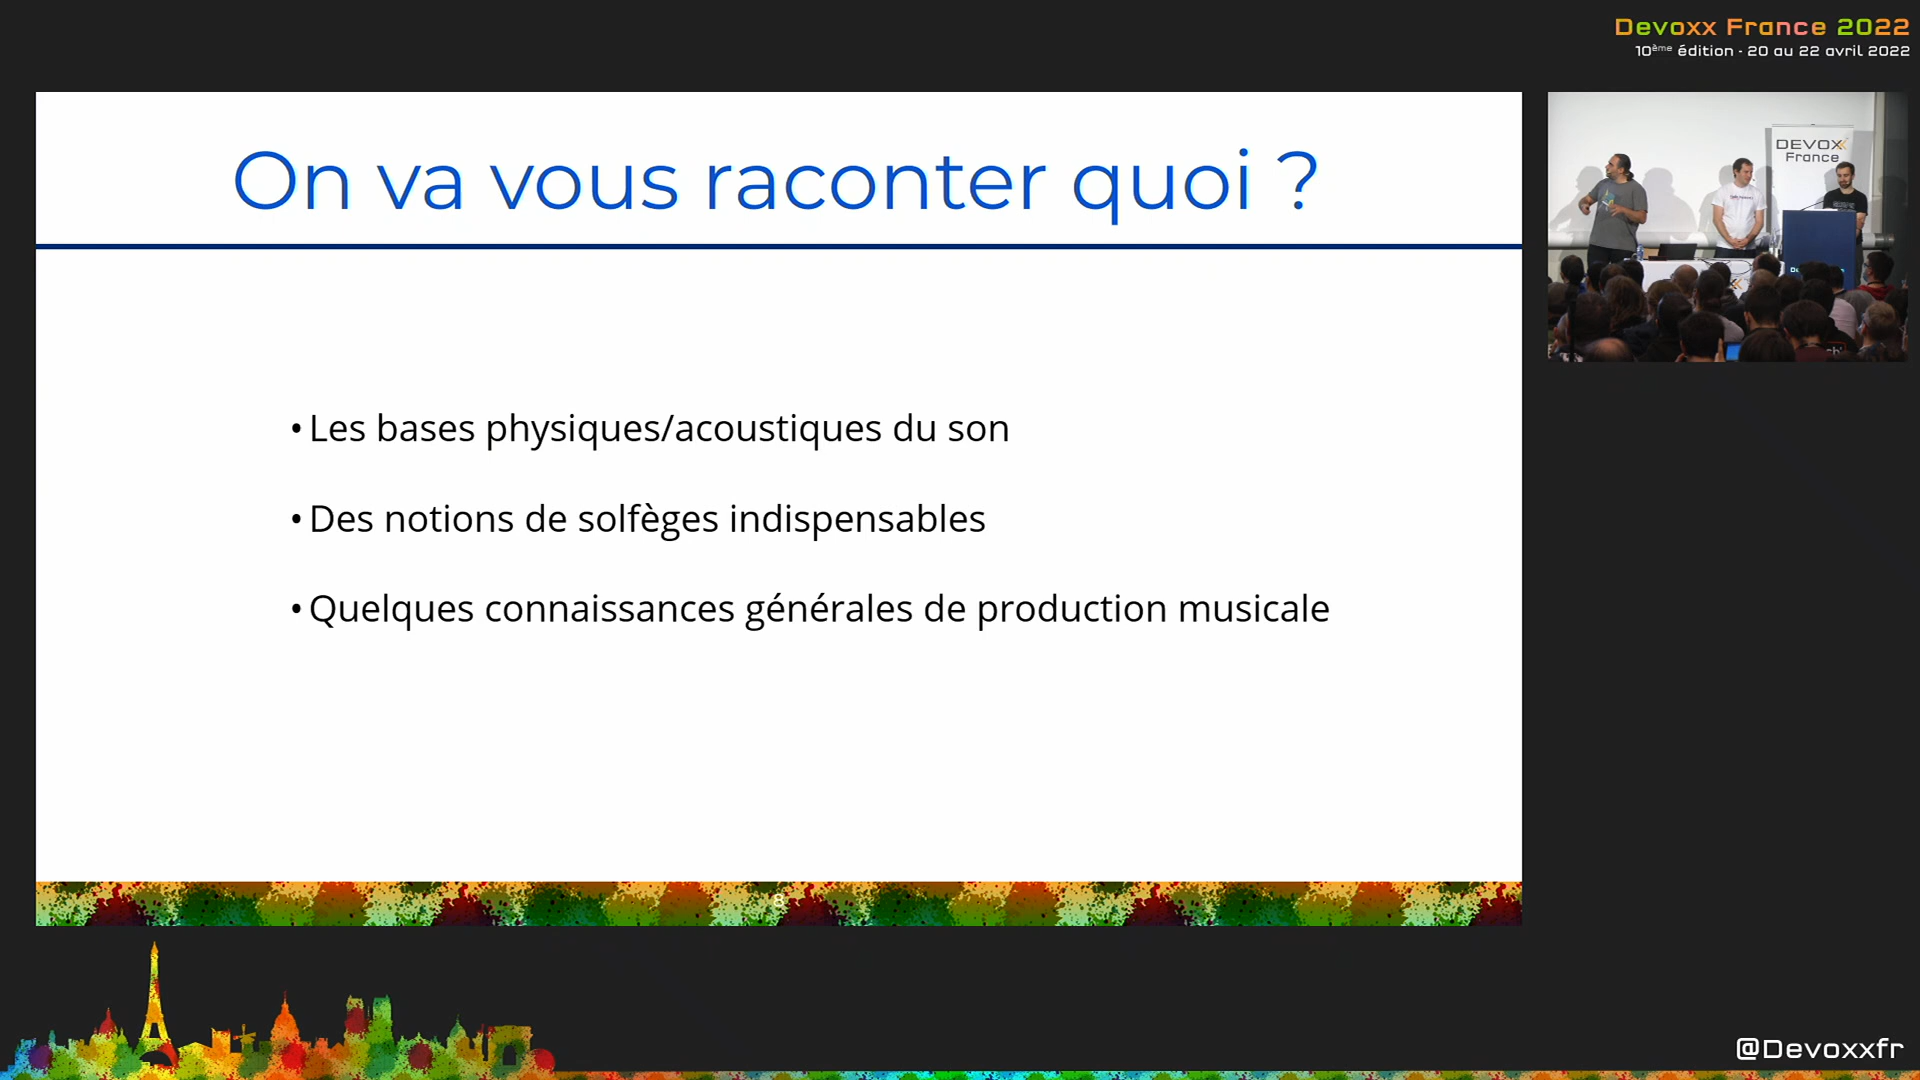 Devoxx France 2022
10ème édition - 20 au 22 avril 2022
On va vous raconter quoi ?
• Les bases physiques/acoustiques du son
• Des notions de solfèges indispensables
• Quelques connaissances générales de production musicale
8
DEVOXX
France
@Devoxxfr